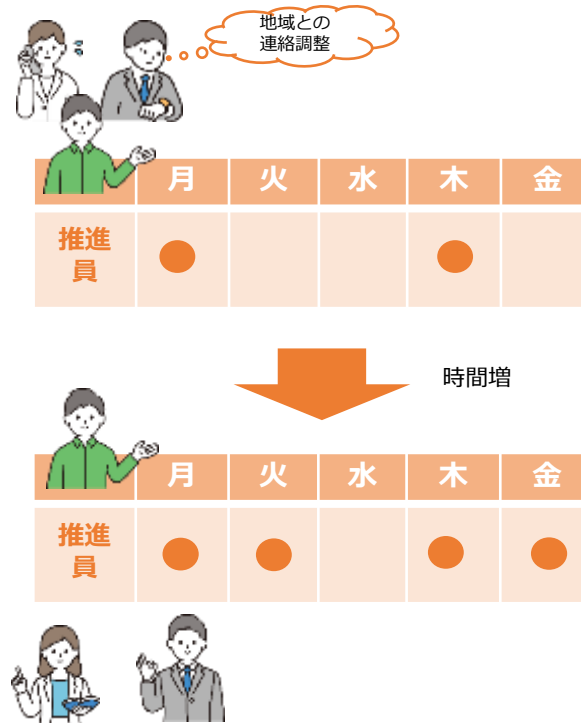 地域との
連絡調整
月 火 水 木 金
推進
員
時間増
月 火 水 木 金
推進
員